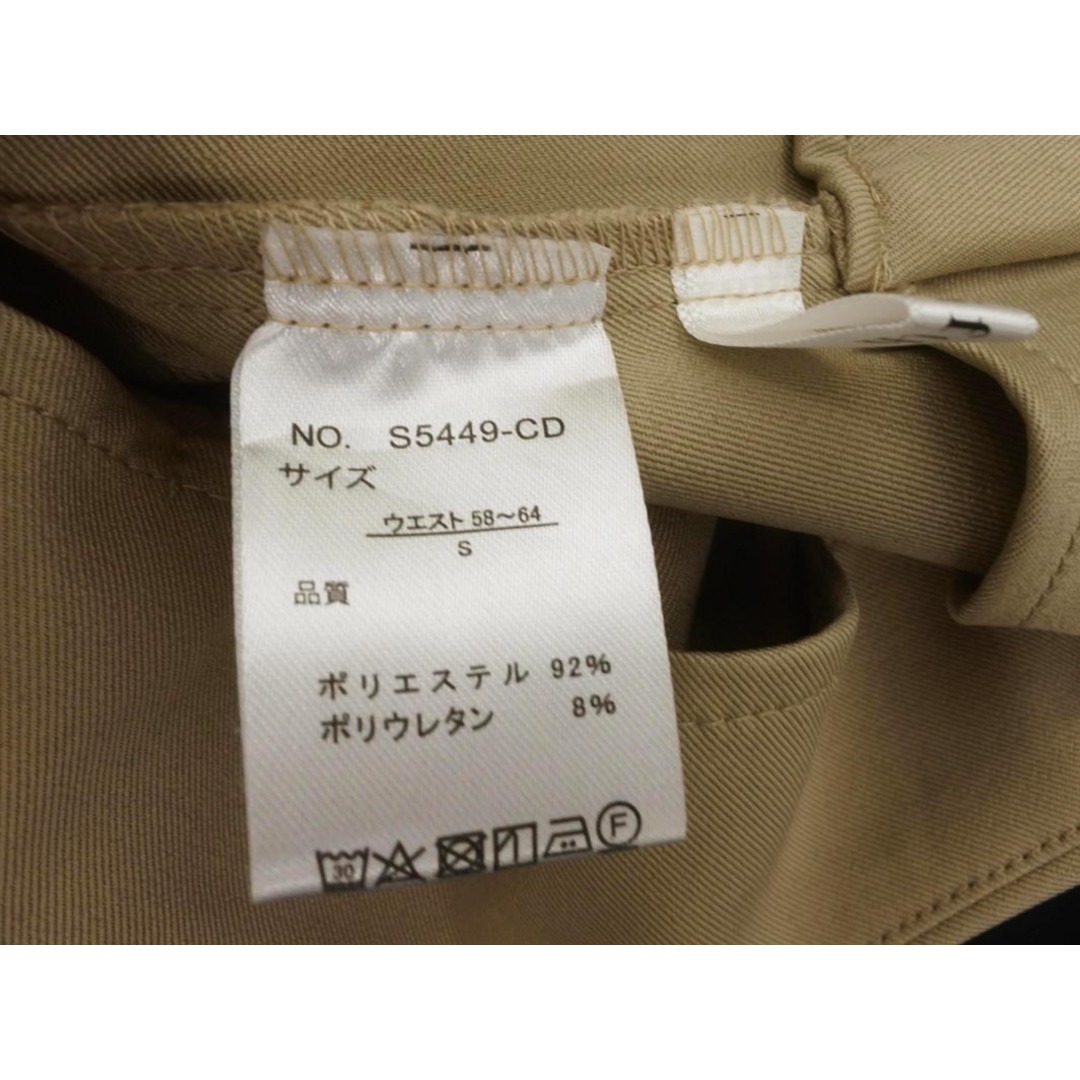 NO. S5449-CD
サイズ
ウエスト 58〜64
S
品質
ポリエステル 92%
ポリウレタン 8%
30
F